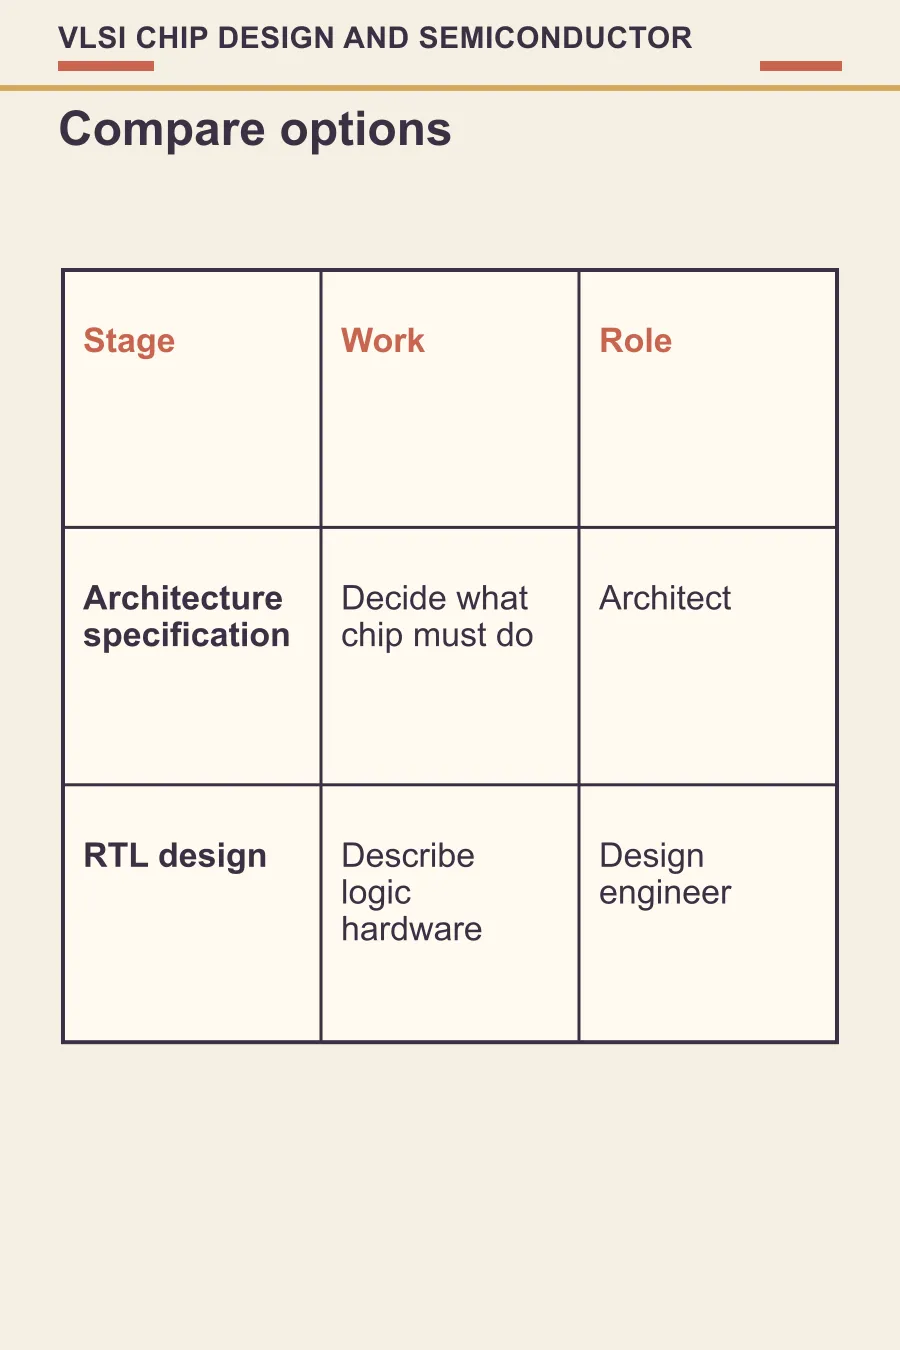 VLSI CHIP DESIGN AND SEMICONDUCTOR
Compare options
Stage
Work
Role
Architecture
specification
Decide what
chip must do
Architect
RTL design
Describe
logic
hardware
Design
engineer